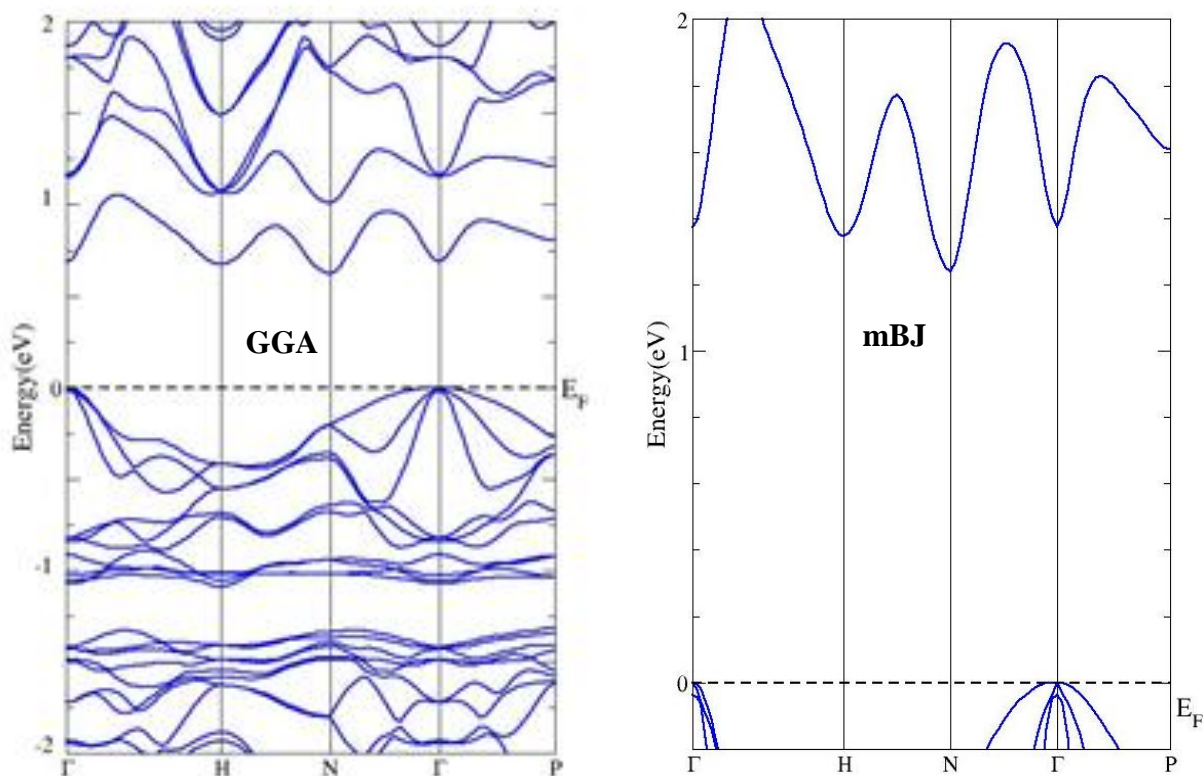 2
1
0
-1
-2
Energy(eV)
GGA
E_F
Γ
H
N
Γ
P
2
1
0
Energy(eV)
mBJ
E_F
Γ
H
N
Γ
P